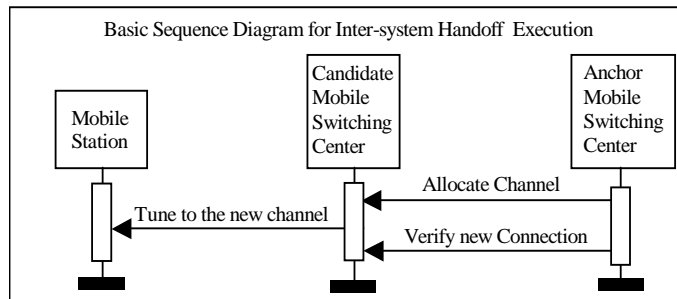 Basic Sequence Diagram for Inter-system Handoff Execution
Mobile
Station
Candidate
Mobile
Switching
Center
Anchor
Mobile
Switching
Center
Allocate Channel
Tune to the new channel
Verify new Connection